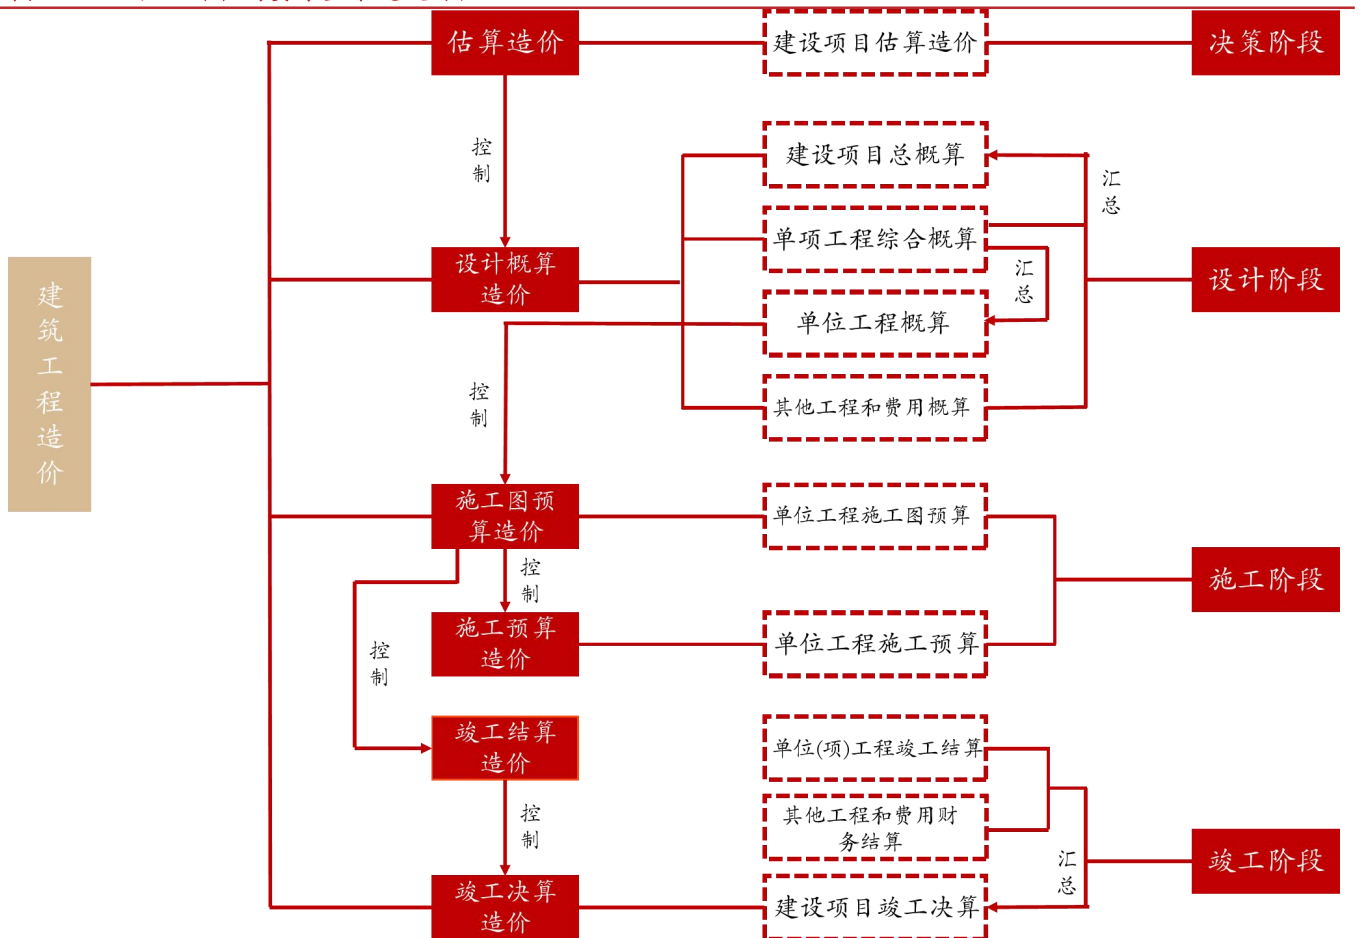 估算造价
建设项目估算造价
决策阶段
控
制
建设项目总概算
汇
总
单项工程综合概算
设计概算
造价
汇
总
设计阶段
建
筑
工
程
造
价
单位工程概算
控
制
其他工程和费用概算
施工图预
算造价
单位工程施工图预算
控
制
施工阶段
施工预算
造价
单位工程施工预算
控
制
竣工结算
造价
单位(项)工程竣工结算
控
制
其他工程和费用财
务结算
汇
总
竣工阶段
竣工决算
造价
建设项目竣工决算